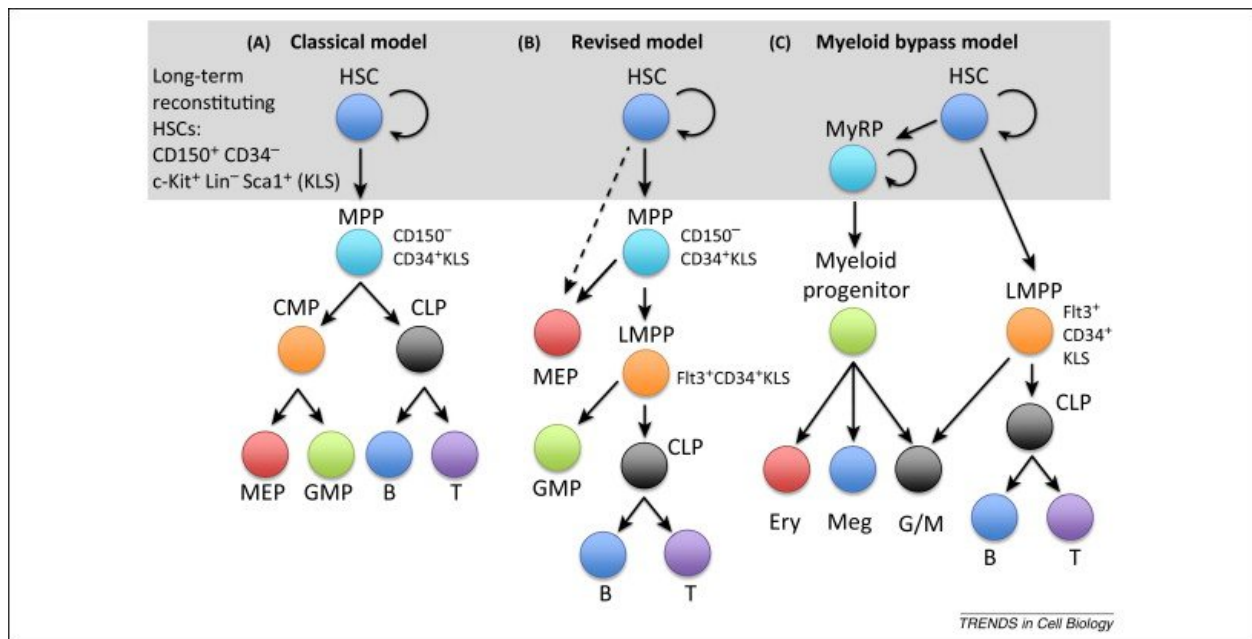 (A) Classical model
Long-term
reconstituting
HSCs:
CD150⁺ CD34⁻
c-Kit⁺ Lin⁻ Sca1⁺ (KLS)
HSC
MPP
CD150⁻
CD34⁺KLS
CMP
CLP
MEP
GMP
B
T
(B) Revised model
HSC
MPP
CD150⁻
CD34⁺KLS
MEP
LMPP
Flt3⁺CD34⁺KLS
GMP
CLP
B
T
(C) Myeloid bypass model
HSC
MyRP
Myeloid
progenitor
LMPP
Flt3⁺
CD34⁺
KLS
CLP
Ery
Meg
G/M
B
T
TRENDS in Cell Biology